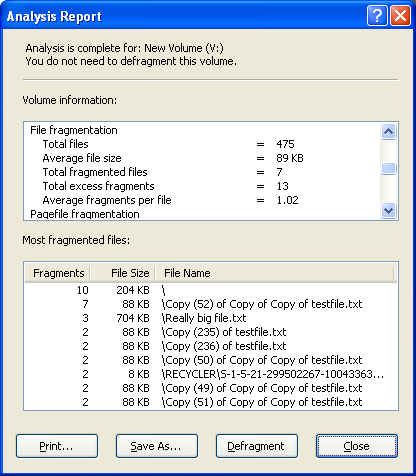 Analysis Report
Analysis is complete for: New Volume (V:)
You do not need to defragment this volume.
Volume information:
File fragmentation
Total files = 475
Average file size = 89 KB
Total fragmented files = 7
Total excess fragments = 13
Average fragments per file = 1.02
Pagefile fragmentation
Most fragmented files:
Fragments File Size File Name
10 204 KB \
7 88 KB \Copy (52) of Copy of Copy of testfile.txt
3 704 KB \Really big file.txt
2 88 KB \Copy (235) of testfile.txt
2 88 KB \Copy (236) of testfile.txt
2 88 KB \Copy (50) of Copy of Copy of testfile.txt
2 8 KB \RECYCLER\S-1-5-21-299502267-10043363...
2 88 KB \Copy (49) of Copy of Copy of testfile.txt
2 88 KB \Copy (51) of Copy of Copy of testfile.txt
Print... Save As... Defragment Close